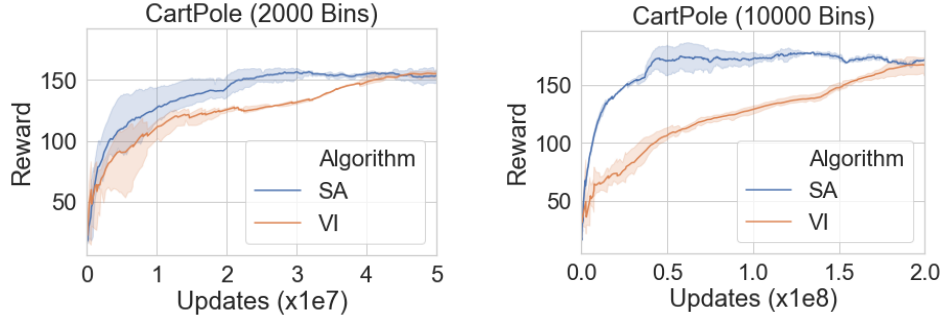 CartPole (2000 Bins)
Reward
150
100
50
Algorithm
SA
VI
0 1 2 3 4 5
Updates (x1e7)
CartPole (10000 Bins)
Reward
150
100
50
Algorithm
SA
VI
0.0 0.5 1.0 1.5 2.0
Updates (x1e8)